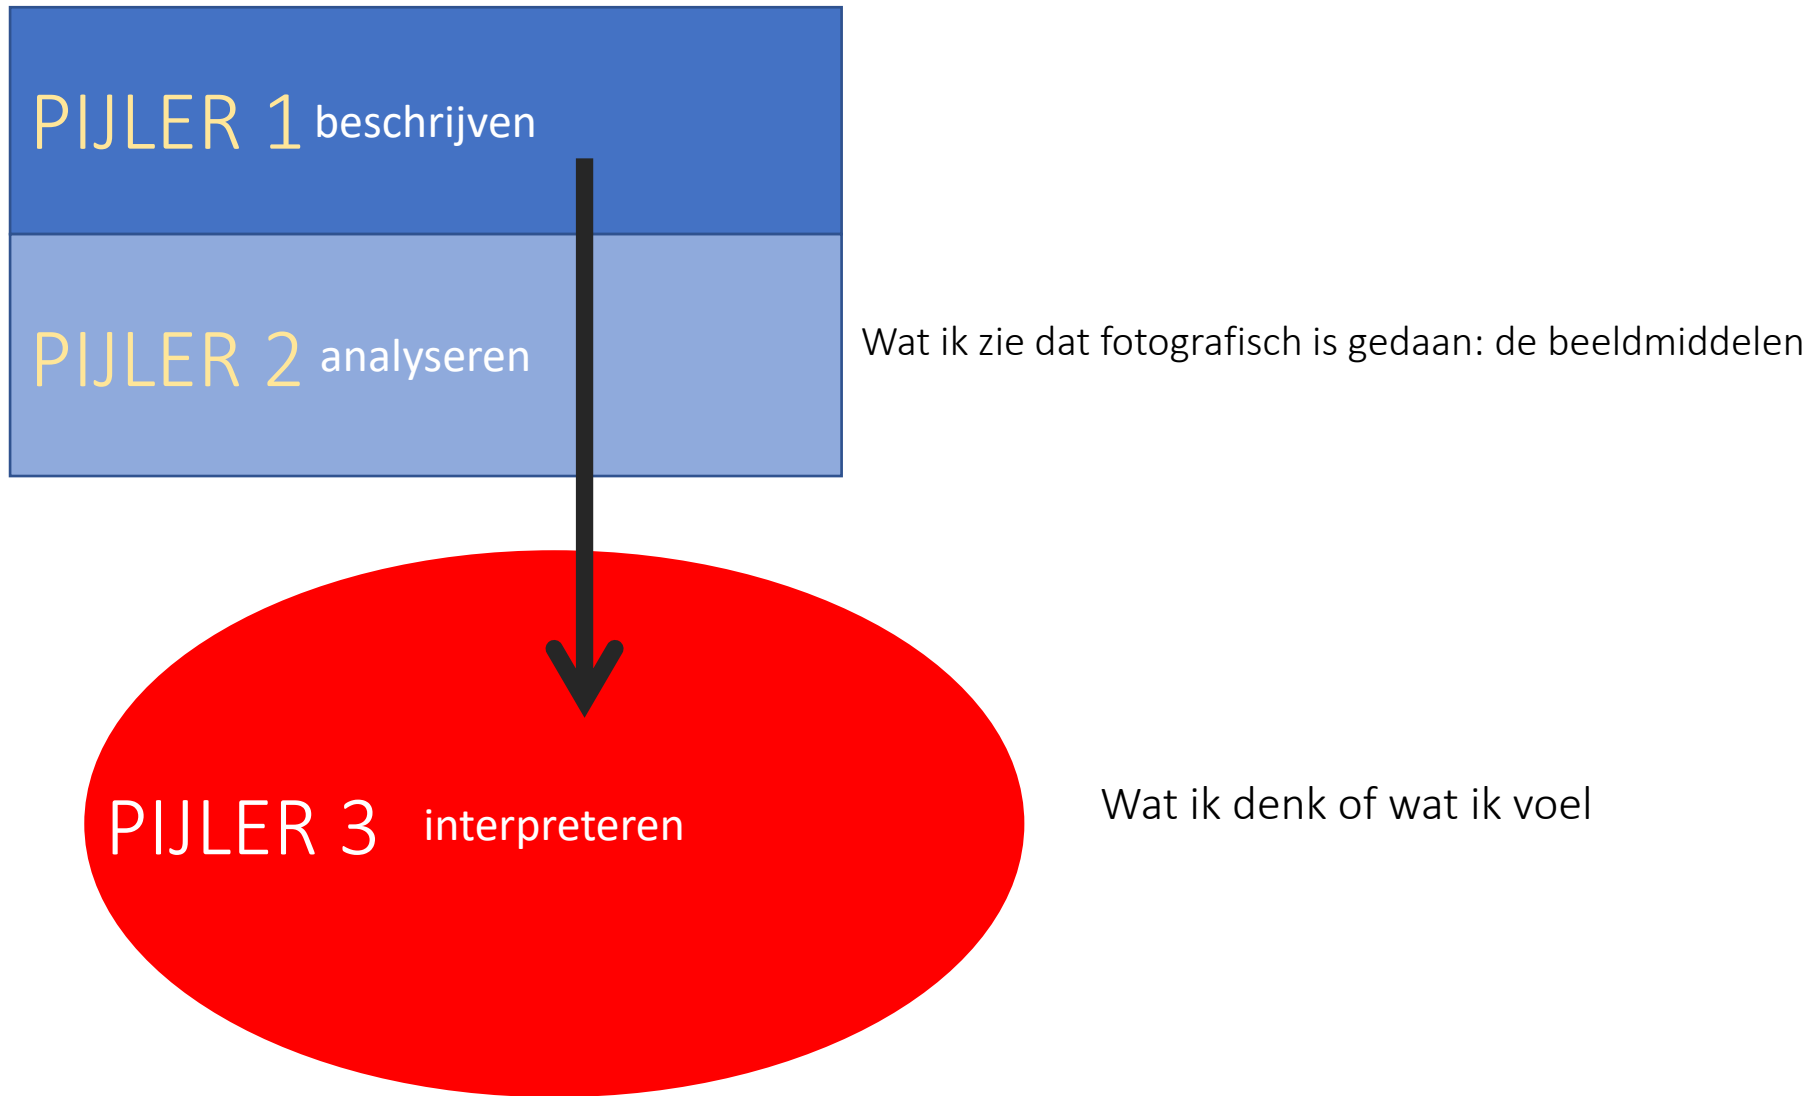 PIJLER 1 beschrijven
PIJLER 2 analyseren
Wat ik zie dat fotografisch is gedaan: de beeldmiddelen
PIJLER 3 interpreteren
Wat ik denk of wat ik voel